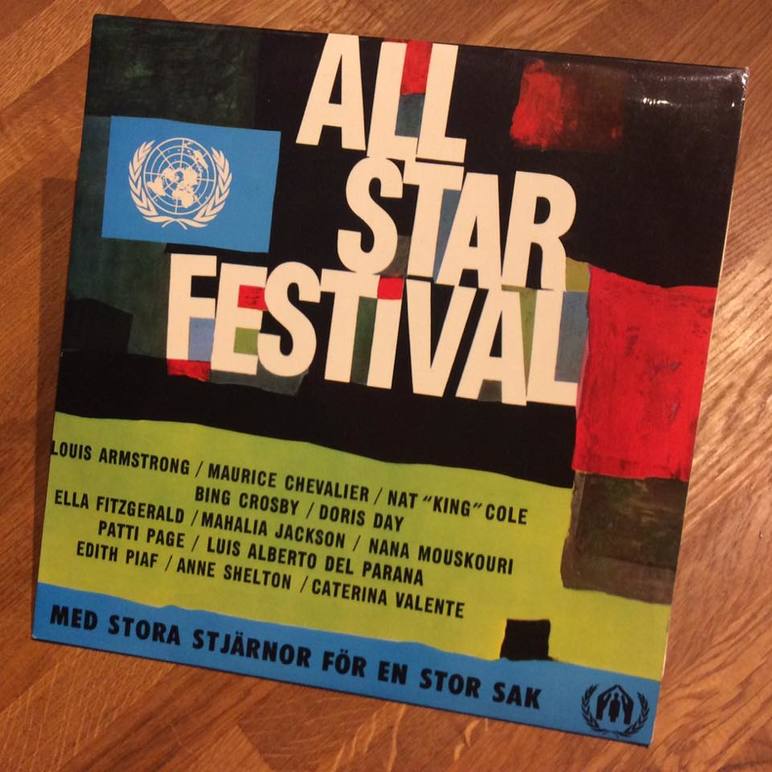 ALL
STAR
FESTiVAL
LOUIS ARMSTRONG / MAURICE CHEVALIER / NAT "KING" COLE
BING CROSBY / DORIS DAY
ELLA FITZGERALD / MAHALIA JACKSON / NANA MOUSKOURI
PATTI PAGE / LUIS ALBERTO DEL PARANA
EDITH PIAF / ANNE SHELTON / CATERINA VALENTE
MED STORA STJÄRNOR FÖR EN STOR SAK